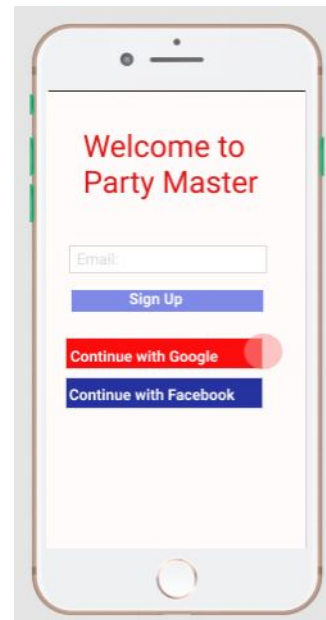 Welcome to
Party Master
Email:
Sign Up
Continue with Google
Continue with Facebook